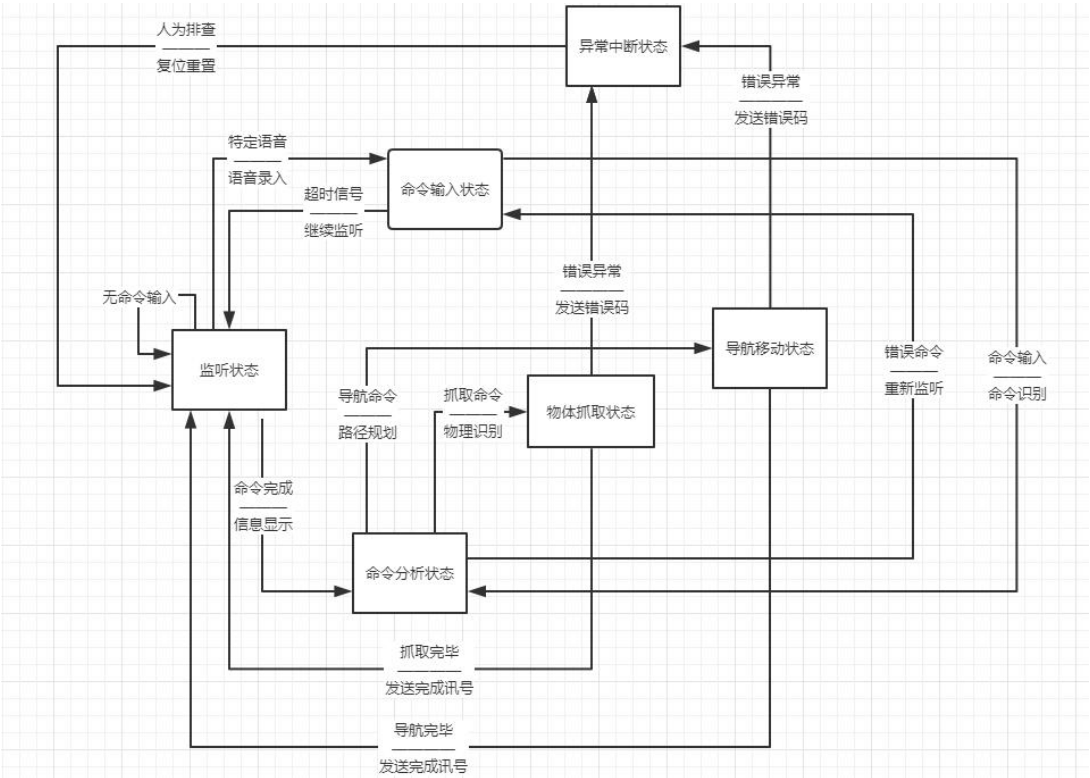 人为排查
复位重置
异常中断状态
错误异常
发送错误码
特定语音
语音录入
命令输入状态
超时信号
继续监听
错误异常
发送错误码
无命令输入
监听状态
导航移动状态
错误命令
重新监听
命令输入
命令识别
导航命令
路径规划
抓取命令
物理识别
物体抓取状态
命令完成
信息显示
命令分析状态
抓取完毕
发送完成讯号
导航完毕
发送完成讯号